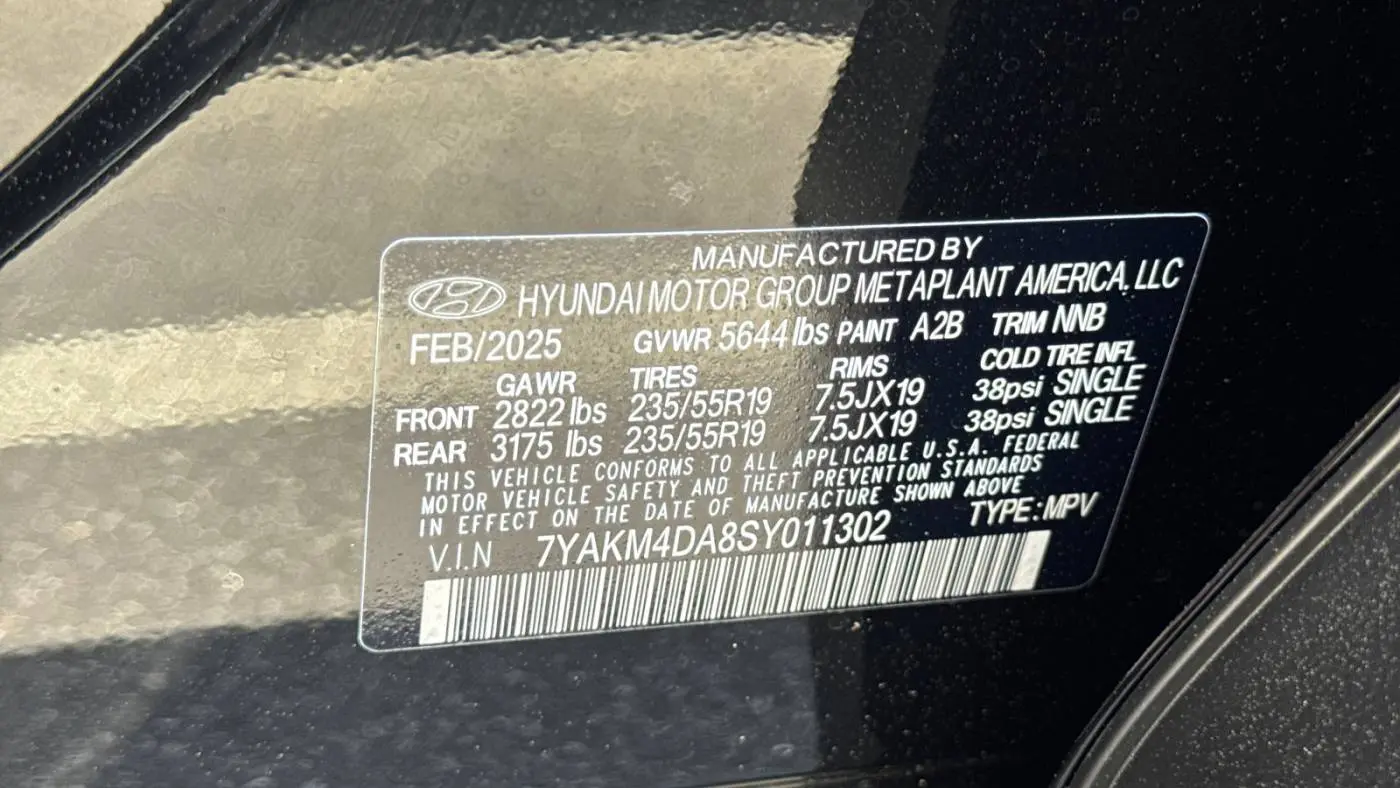 MANUFACTURED BY
HYUNDAI MOTOR GROUP METAPLANT AMERICA. LLC
FEB/2025 GVWR 5644 lbs PAINT A2B TRIM NNB
GAWR TIRES RIMS COLD TIRE INFL
FRONT 2822 lbs 235/55R19 7.5JX19 38psi SINGLE
REAR 3175 lbs 235/55R19 7.5JX19 38psi SINGLE
THIS VEHICLE CONFORMS TO ALL APPLICABLE U.S.A. FEDERAL
MOTOR VEHICLE SAFETY AND THEFT PREVENTION STANDARDS
IN EFFECT ON THE DATE OF MANUFACTURE SHOWN ABOVE
V.I.N 7YAKM4DA8SY011302 TYPE: MPV